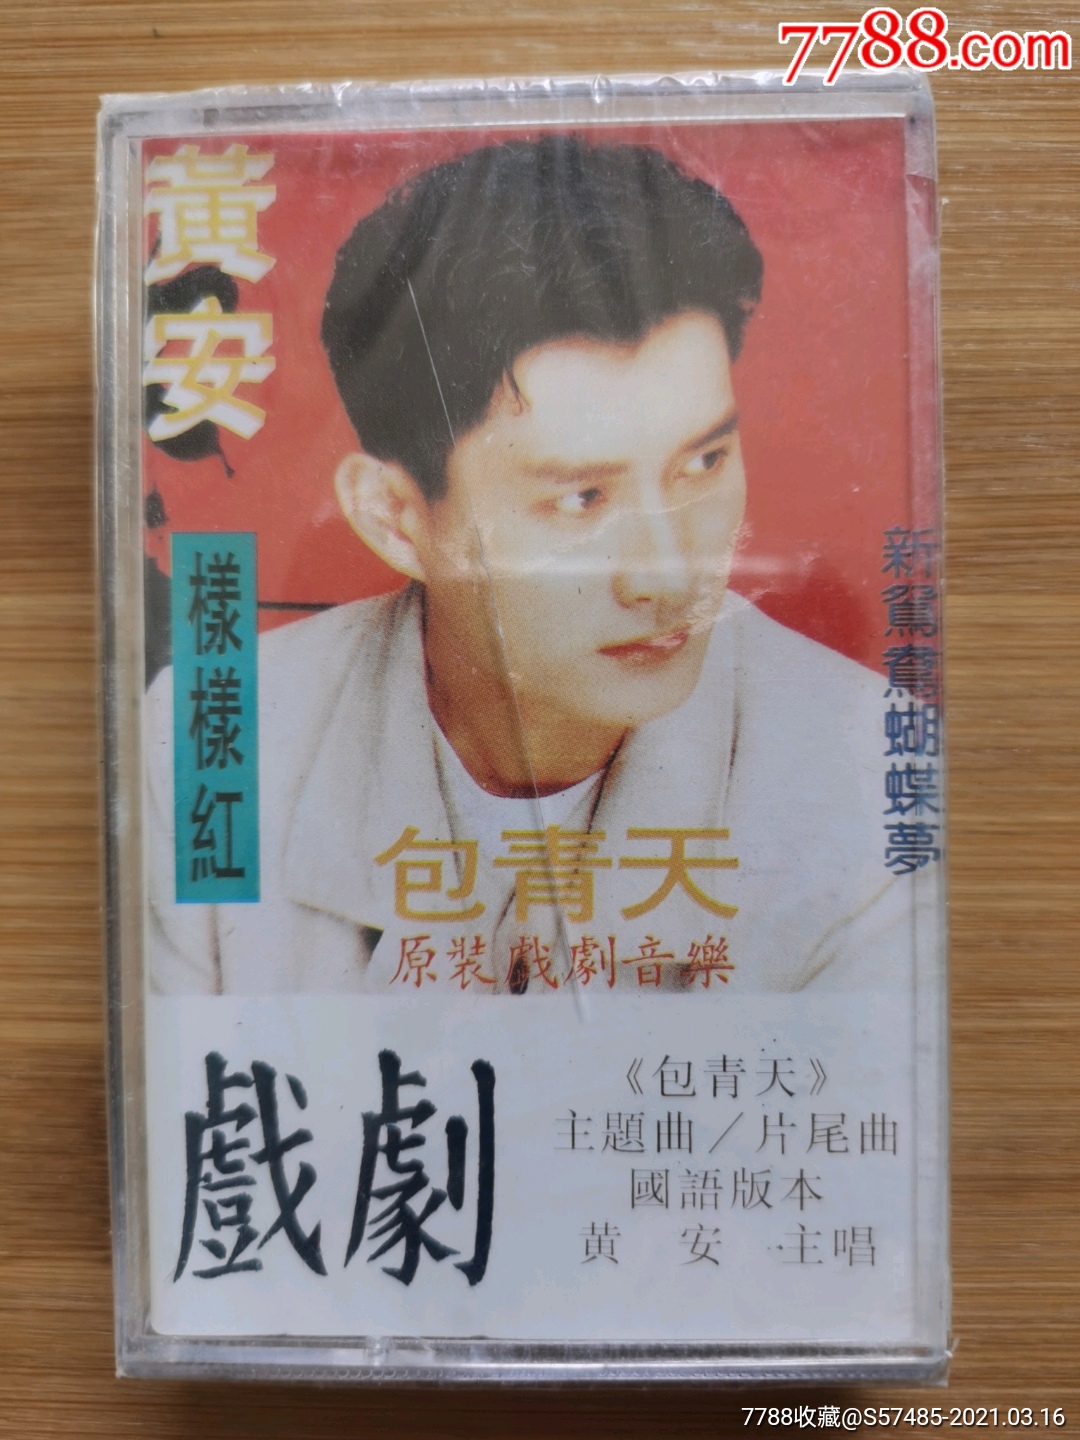 7788.com
黃安
樣樣紅
新鴛鴦蝴蝶夢
包青天
原裝戲劇音樂
戲劇
《包青天》
主題曲／片尾曲
國語版本
黄安 主唱
7788收藏@S57485-2021.03.16